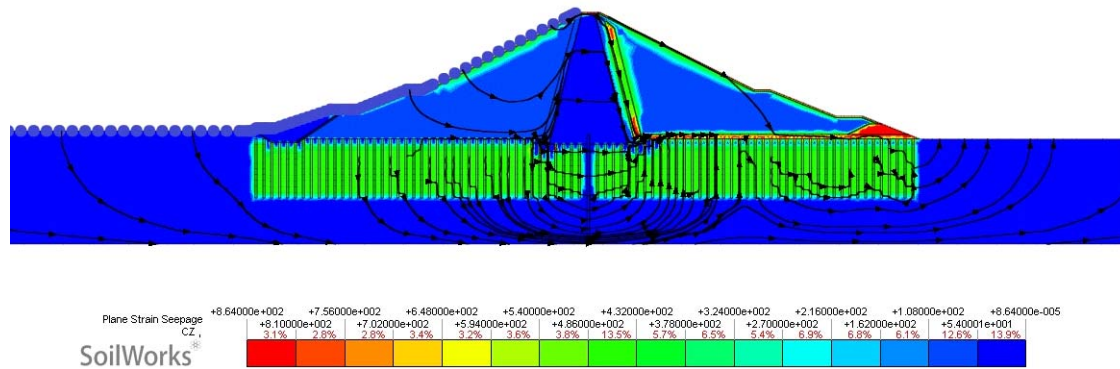 +8.64000e+002 +7.56000e+002 +6.48000e+002 +5.40000e+002 +4.32000e+002 +3.24000e+002 +2.16000e+002 +1.08000e+002 +8.64000e-005
Plane Strain Seepage
+8.10000e+002 +7.02000e+002 +5.94000e+002 +4.86000e+002 +3.78000e+002 +2.70000e+002 +1.62000e+002 +5.40001e+001
CZ ,
3.1% 2.8% 2.8% 3.4% 3.2% 3.6% 3.8% 13.5% 5.7% 6.5% 5.4% 6.9% 6.8% 6.1% 12.6% 13.9%
SoilWorks